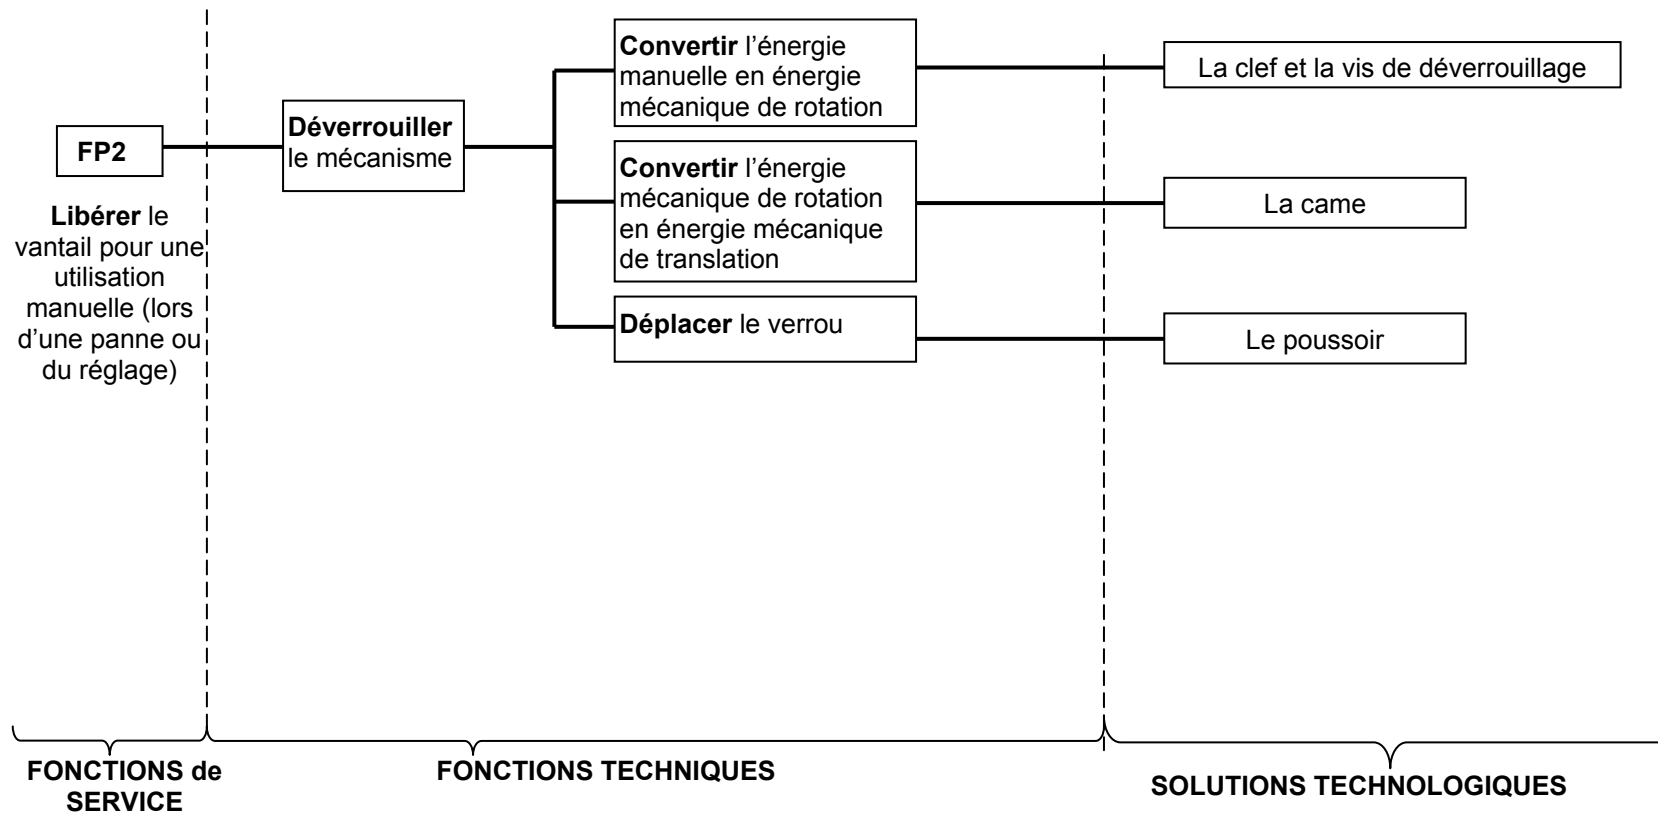 FP2
Libérer le
vantail pour une
utilisation
manuelle (lors
d’une panne ou
du réglage)
Déverrouiller
le mécanisme
Convertir l’énergie
manuelle en énergie
mécanique de rotation
La clef et la vis de déverrouillage
Convertir l’énergie
mécanique de rotation
en énergie mécanique
de translation
La came
Déplacer le verrou
Le poussoir
FONCTIONS de
SERVICE
FONCTIONS TECHNIQUES
SOLUTIONS TECHNOLOGIQUES